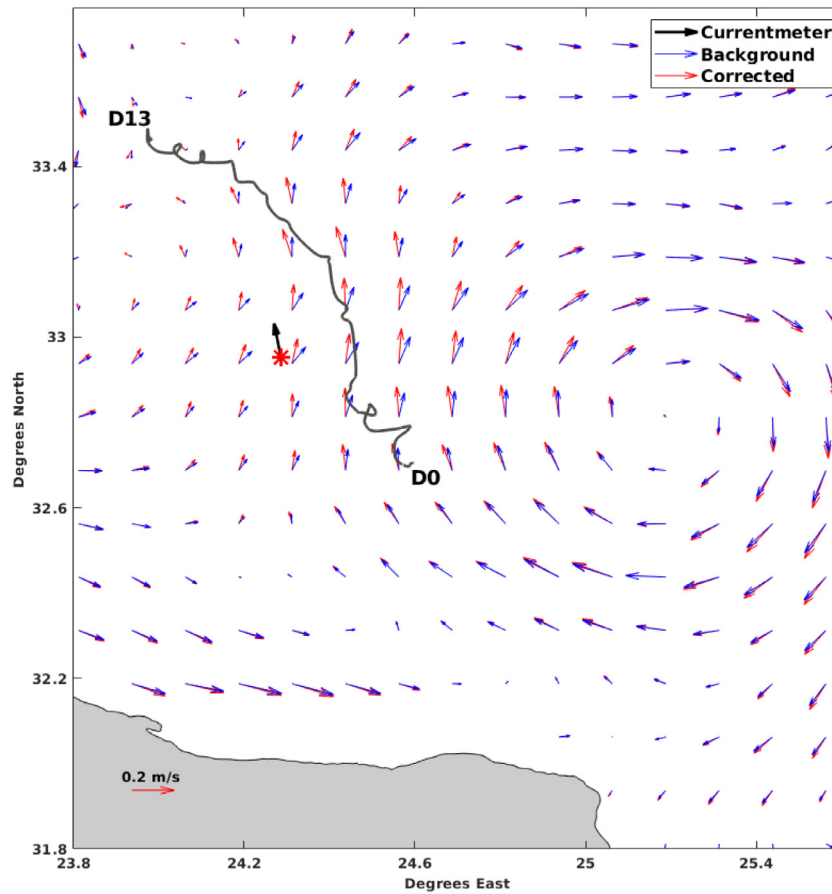 Currentmeter
Background
Corrected
D13
33.4
33
Degrees North
32.6
D0
32.2
0.2 m/s
31.8
23.8 24.2 24.6 25 25.4
Degrees East